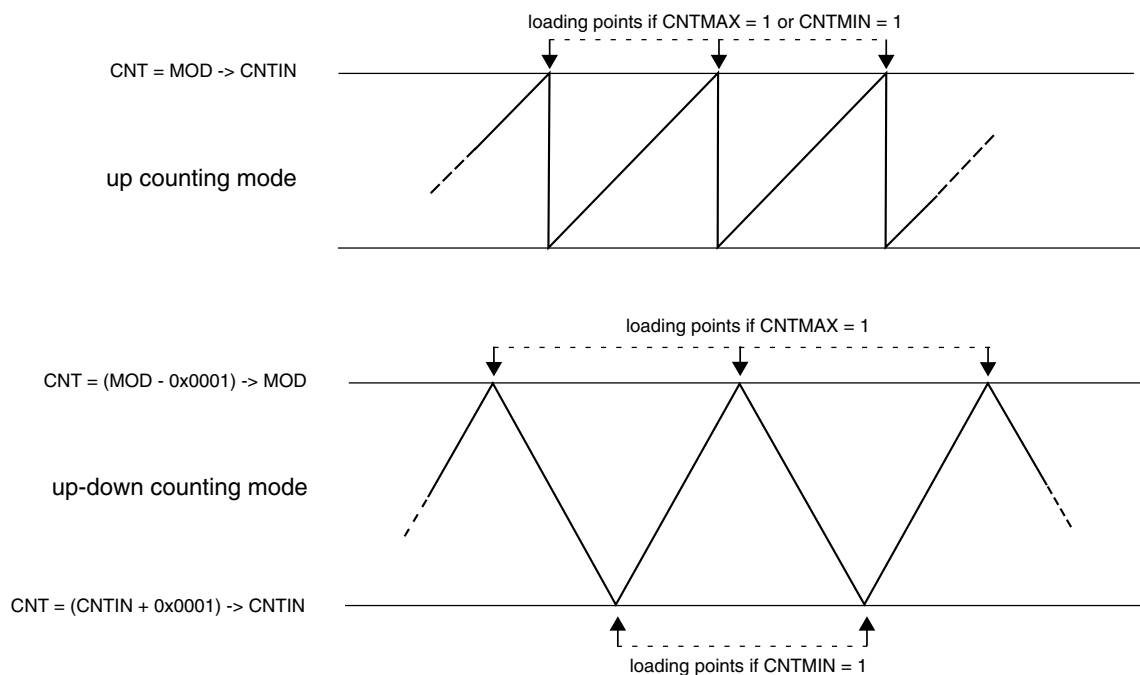 loading points if CNTMAX = 1 or CNTMIN = 1
CNT = MOD -> CNTIN
up counting mode
loading points if CNTMAX = 1
CNT = (MOD - 0x0001) -> MOD
up-down counting mode
CNT = (CNTIN + 0x0001) -> CNTIN
loading points if CNTMIN = 1